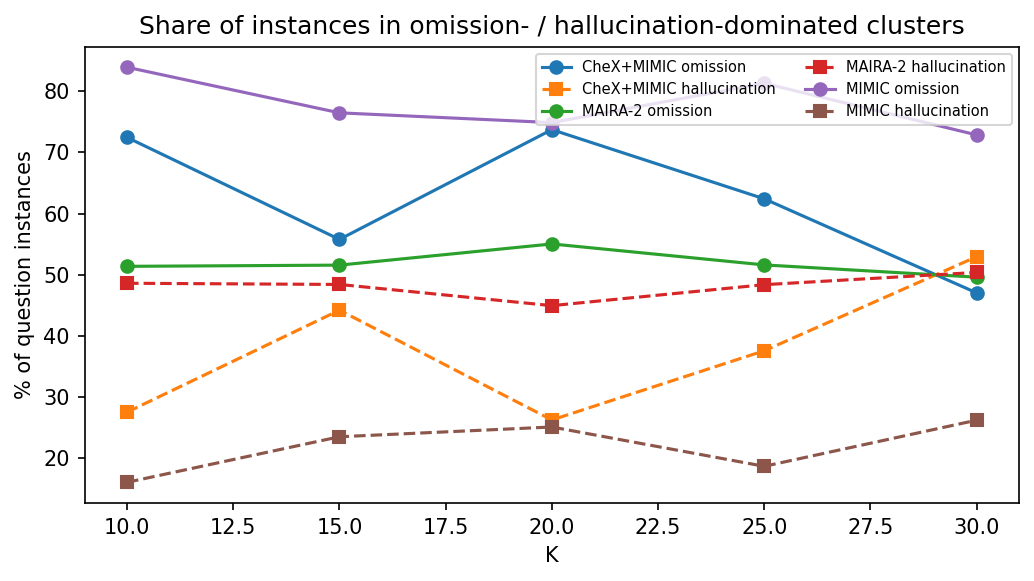 Share of instances in omission- / hallucination-dominated clusters
CheX+MIMIC omission
CheX+MIMIC hallucination
MAIRA-2 omission
MAIRA-2 hallucination
MIMIC omission
MIMIC hallucination
% of question instances
80
70
60
50
40
30
20
10.0 12.5 15.0 17.5 20.0 22.5 25.0 27.5 30.0
K